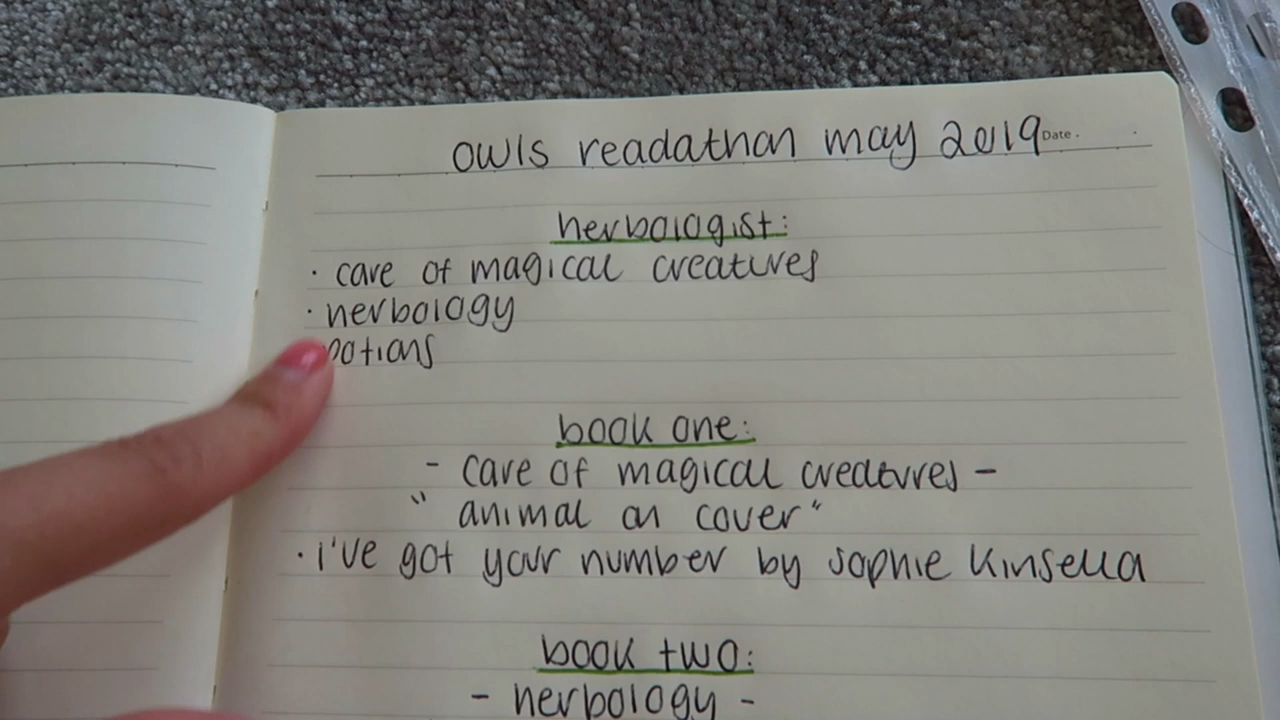 owls readathon may 2019 Date .
herbologist:
· care of magical creatures
· herbology
potions
book one:
- care of magical creatures -
" animal on cover "
· i've got your number by sophie kinsella
book two:
- herbology -